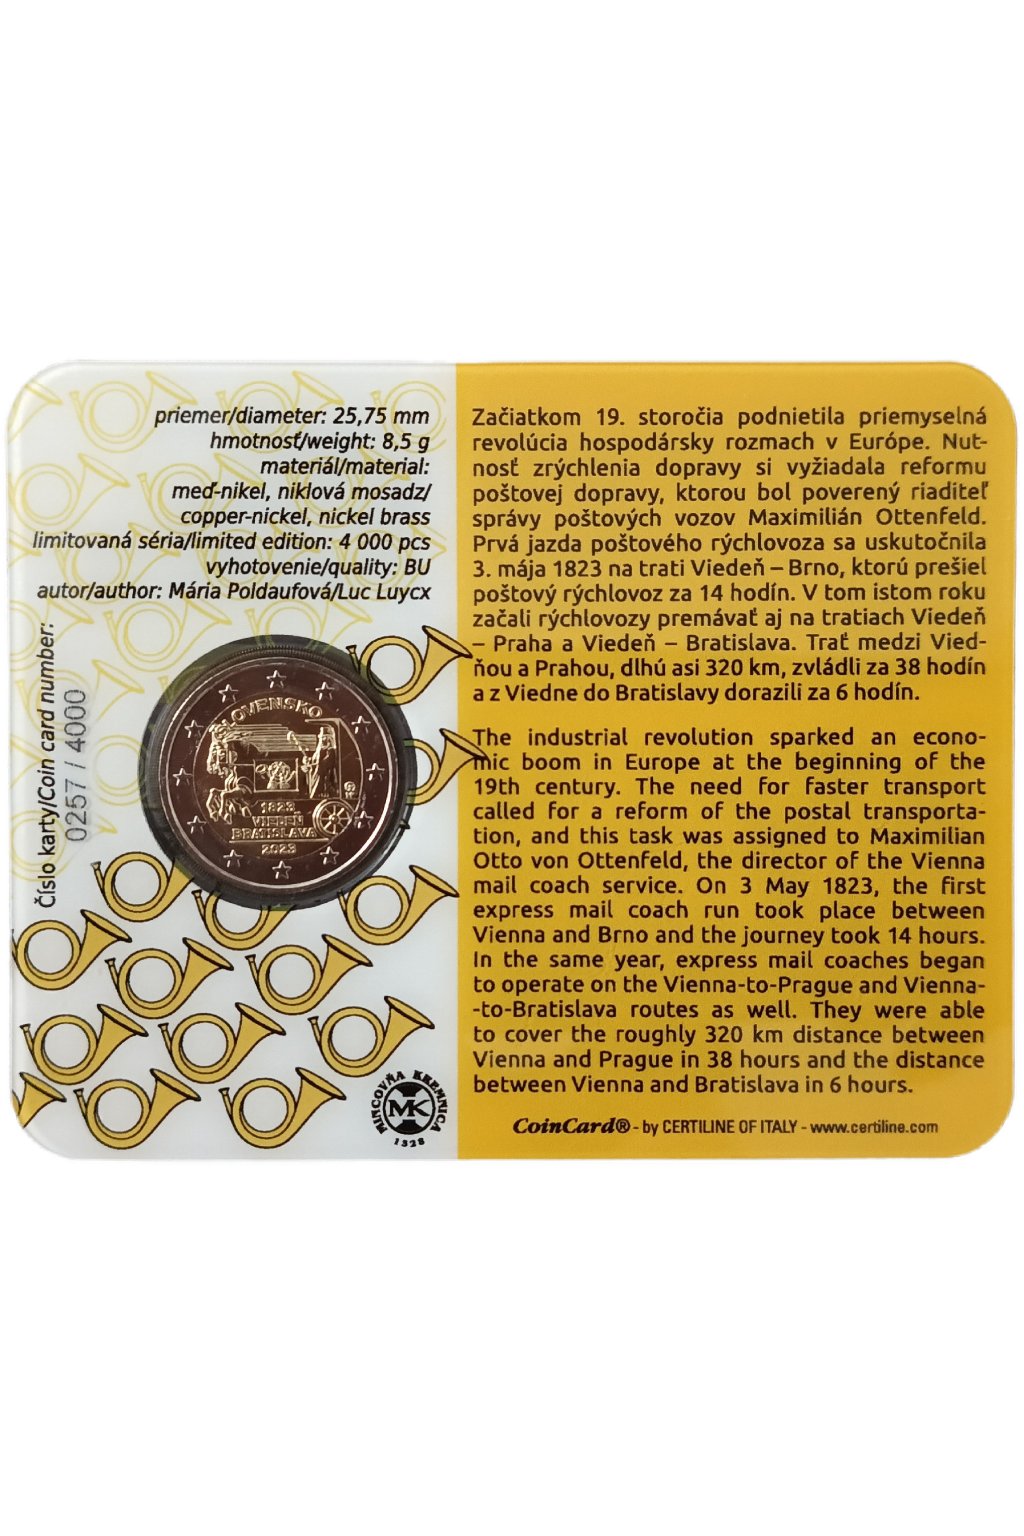 priemer/diameter: 25,75 mm
hmotnosť/weight: 8,5 g
materiál/material:
meď-nikel, niklová mosadz/
copper-nickel, nickel brass
limitovaná séria/limited edition: 4 000 pcs
vyhotovenie/quality: BU
autor/author: Mária Poldaufová/Luc Luycx
Číslo karty/Coin card number:
0257 / 4000
SLOVENSKO
1823
VIEDEŇ
BRATISLAVA
2023
MINCOVŇA KREMNICA
MK
1328
Začiatkom 19. storočia podnietila priemyselná
revolúcia hospodársky rozmach v Európe. Nut-
nosť zrýchlenia dopravy si vyžiadala reformu
poštovej dopravy, ktorou bol poverený riaditeľ
správy poštových vozov Maximilián Ottenfeld.
Prvá jazda poštového rýchlovoza sa uskutočnila
3. mája 1823 na trati Viedeň – Brno, ktorú prešiel
poštový rýchlovoz za 14 hodín. V tom istom roku
začali rýchlovozy premávať aj na tratiach Viedeň
– Praha a Viedeň – Bratislava. Trať medzi Vied-
ňou a Prahou, dlhú asi 320 km, zvládli za 38 hodín
a z Viedne do Bratislavy dorazili za 6 hodín.
The industrial revolution sparked an econo-
mic boom in Europe at the beginning of the
19th century. The need for faster transport
called for a reform of the postal transporta-
tion, and this task was assigned to Maximilian
Otto von Ottenfeld, the director of the Vienna
mail coach service. On 3 May 1823, the first
express mail coach run took place between
Vienna and Brno and the journey took 14 hours.
In the same year, express mail coaches began
to operate on the Vienna-to-Prague and Vienna-
-to-Bratislava routes as well. They were able
to cover the roughly 320 km distance between
Vienna and Prague in 38 hours and the distance
between Vienna and Bratislava in 6 hours.
CoinCard® - by CERTILINE OF ITALY - www.certiline.com